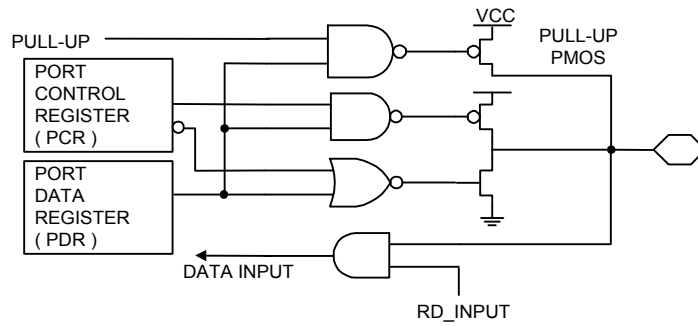 VCC
PULL-UP
PULL-UP
PMOS
PORT
CONTROL
REGISTER
( PCR )
PORT
DATA
REGISTER
( PDR )
DATA INPUT
RD_INPUT